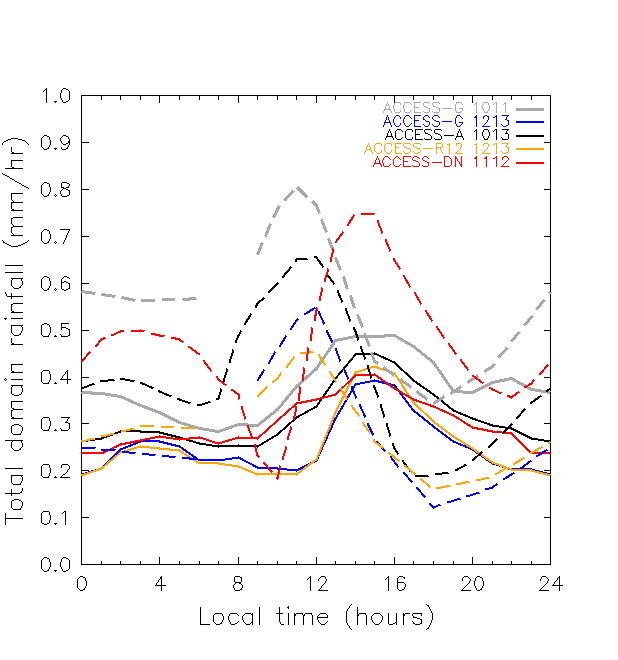 1.0
0.9
0.8
0.7
0.6
0.5
0.4
0.3
0.2
0.1
0.0
Total domain rainfall (mm/hr)
ACCESS-G 1011
ACCESS-G 1213
ACCESS-A 1013
ACCESS-R12 1213
ACCESS-DN 1112
0 4 8 12 16 20 24
Local time (hours)